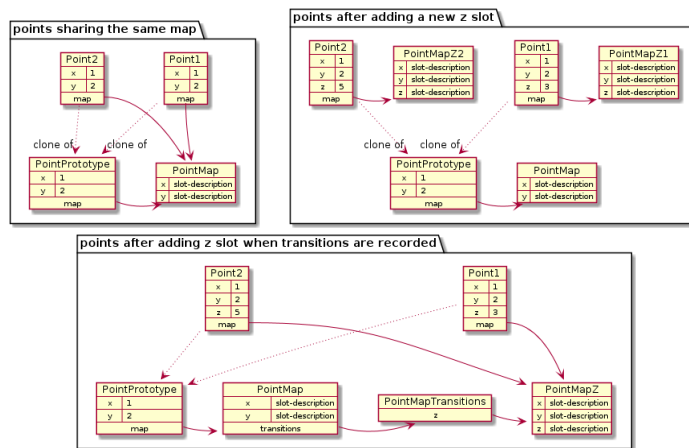 points sharing the same map
Point2
x 1
y 2
map
Point1
x 1
y 2
map
clone of
clone of
PointPrototype
x 1
y 2
map
PointMap
x slot-description
y slot-description
points after adding a new z slot
Point2
x 1
y 2
z 5
map
PointMapZ2
x slot-description
y slot-description
z slot-description
Point1
x 1
y 2
z 3
map
PointMapZ1
x slot-description
y slot-description
z slot-description
clone of
clone of
PointPrototype
x 1
y 2
map
PointMap
x slot-description
y slot-description
points after adding z slot when transitions are recorded
Point2
x 1
y 2
z 5
map
Point1
x 1
y 2
z 3
map
PointPrototype
x 1
y 2
map
PointMap
x slot-description
y slot-description
transitions
PointMapTransitions
z
PointMapZ
x slot-description
y slot-description
z slot-description